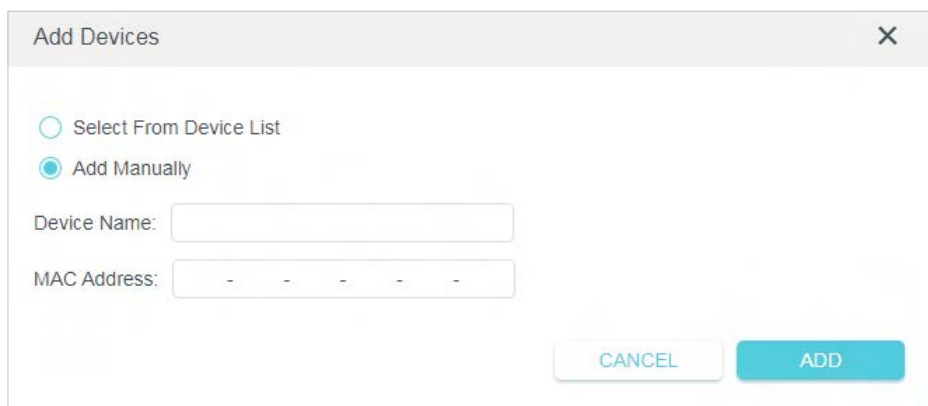 Add Devices
Select From Device List
Add Manually
Device Name:
MAC Address: - - - - -
CANCEL ADD